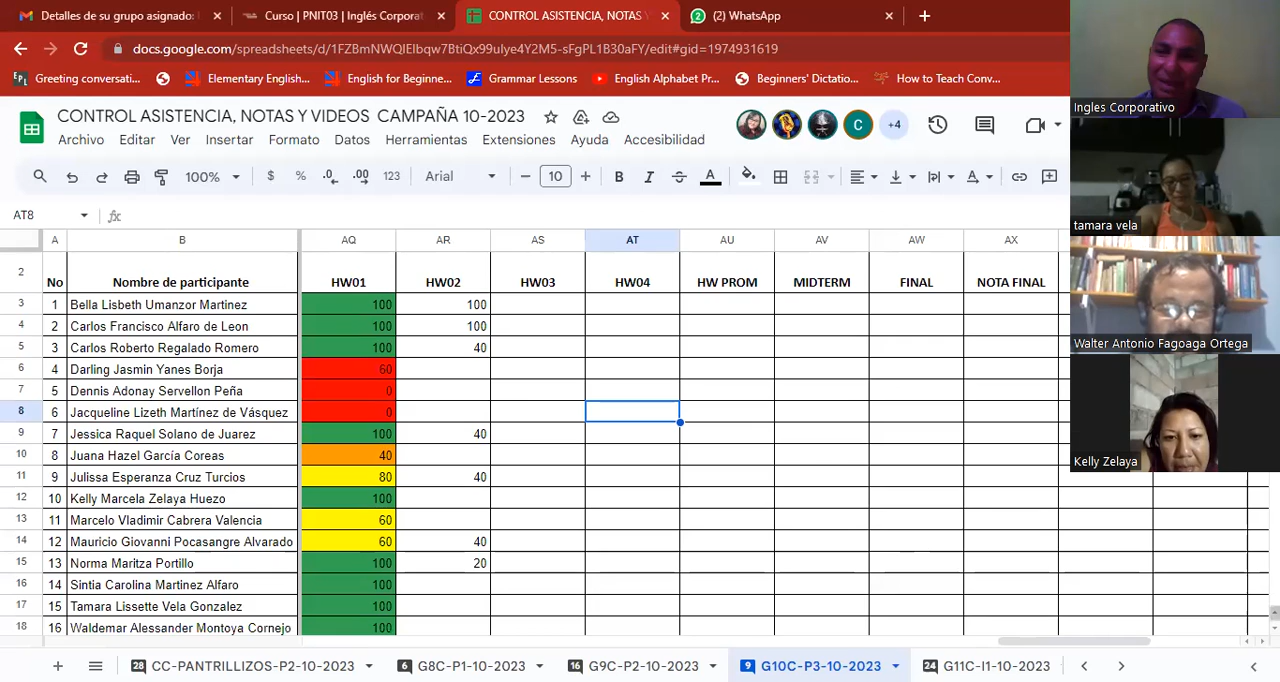 Detalles de su grupo asignado:
Curso | PNIT03 | Inglés Corporat
CONTROL ASISTENCIA, NOTAS Y
(2) WhatsApp
docs.google.com/spreadsheets/d/1FZBmNWQIElbqw7BtiQx99ulye4Y2M5-sFgPL1B30aFY/edit#gid=1974931619
Greeting conversati...
Elementary English...
English for Beginne...
Grammar Lessons
English Alphabet Pr...
Beginners' Dictatio...
How to Teach Conv...
CONTROL ASISTENCIA, NOTAS Y VIDEOS CAMPAÑA 10-2023
C
+4
Archivo Editar Ver Insertar Formato Datos Herramientas Extensiones Ayuda Accesibilidad
100% $ % .0 .00 123 Arial 10 B I S A
AT8 fx
A B AQ AR AS AT AU AV AW AX
2 No Nombre de participante HW01 HW02 HW03 HW04 HW PROM MIDTERM FINAL NOTA FINAL
3 1 Bella Lisbeth Umanzor Martinez 100 100
4 2 Carlos Francisco Alfaro de Leon 100 100
5 3 Carlos Roberto Regalado Romero 100 40
6 4 Darling Jasmin Yanes Borja 60
7 5 Dennis Adonay Servellon Peña 0
8 6 Jacqueline Lizeth Martínez de Vásquez 0
9 7 Jessica Raquel Solano de Juarez 100 40
10 8 Juana Hazel García Coreas 40
11 9 Julissa Esperanza Cruz Turcios 80 40
12 10 Kelly Marcela Zelaya Huezo 100
13 11 Marcelo Vladimir Cabrera Valencia 60
14 12 Mauricio Giovanni Pocasangre Alvarado 60 40
15 13 Norma Maritza Portillo 100 20
16 14 Sintia Carolina Martinez Alfaro 100
17 15 Tamara Lissette Vela Gonzalez 100
18 16 Waldemar Alessander Montoya Cornejo 100
28 CC-PANTRILLIZOS-P2-10-2023
6 G8C-P1-10-2023
16 G9C-P2-10-2023
9 G10C-P3-10-2023
24 G11C-I1-10-2023
Ingles Corporativo
tamara vela
Walter Antonio Fagoaga Ortega
Kelly Zelaya